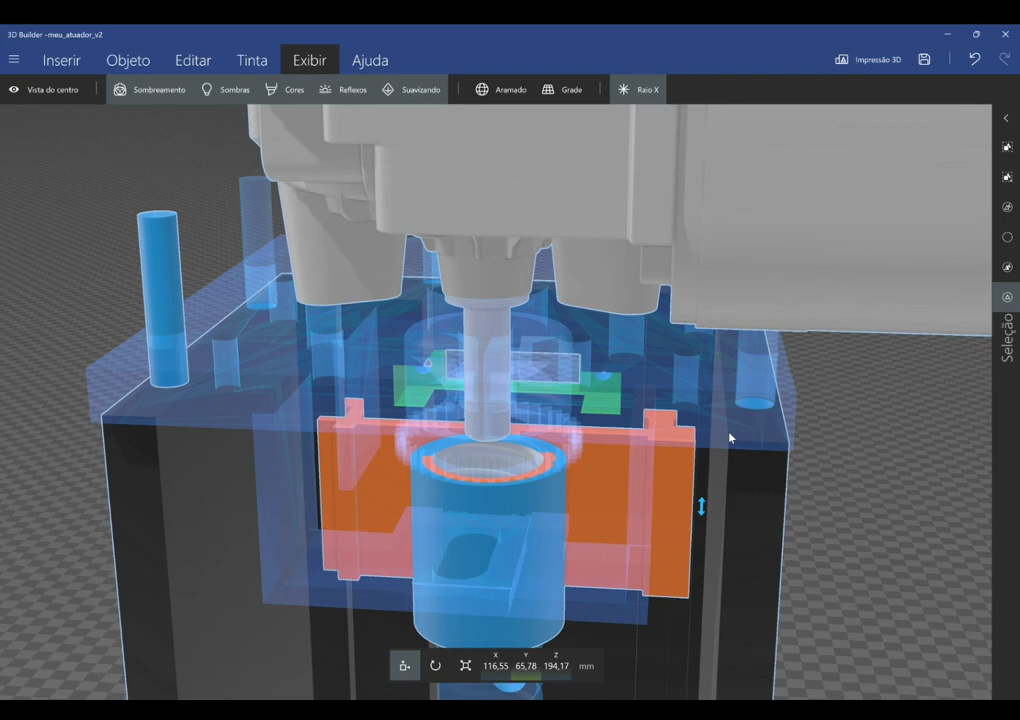 3D Builder -meu_atuador_v2
Inserir Objeto Editar Tinta Exibir Ajuda Impressão 3D
Vista do centro Sombreamento Sombras Cores Reflexos Suavizando Aramado Grade Raio X
Seleção
X Y Z
116,55 65,78 194,17 mm